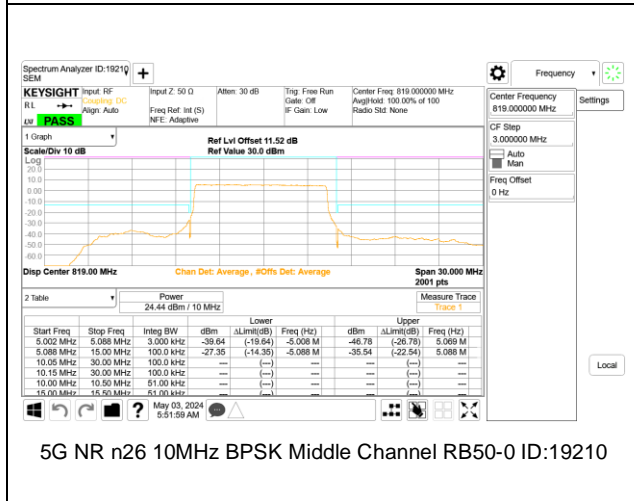 Spectrum Analyzer ID:19210
SEM
+
Frequency
KEYSIGHT
RL
PASS
Input: RF
Coupling: DC
Align: Auto
Input Z: 50 Ω
Freq Ref: Int (S)
NFE: Adaptive
Atten: 30 dB
Trig: Free Run
Gate: Off
IF Gain: Low
Center Freq: 819.000000 MHz
Avg|Hold: 100.00% of 100
Radio Std: None
Center Frequency
819.000000 MHz
Settings
CF Step
3.000000 MHz
Auto
Man
Freq Offset
0 Hz
1 Graph
Scale/Div 10 dB
Ref Lvl Offset 11.52 dB
Ref Value 30.0 dBm
Log
20.0
10.0
0.00
-10.0
-20.0
-30.0
-40.0
-50.0
-60.0
Disp Center 819.00 MHz
Chan Det: Average, #Offs Det: Average
Span 30.000 MHz
2001 pts
2 Table
Power
24.44 dBm / 10 MHz
Measure Trace
Trace 1
Lower Upper
Start Freq Stop Freq Integ BW dBm ΔLimit(dB) Freq (Hz) dBm ΔLimit(dB) Freq (Hz)
5.002 MHz 5.088 MHz 3.000 kHz -39.64 (-19.64) -5.008 M -46.78 (-26.78) 5.069 M
5.088 MHz 15.00 MHz 100.0 kHz -27.35 (-14.35) -5.088 M -35.54 (-22.54) 5.088 M
10.05 MHz 30.00 MHz 100.0 kHz --- (---) --- --- (---) ---
10.15 MHz 30.00 MHz 100.0 kHz --- (---) --- --- (---) ---
10.00 MHz 10.50 MHz 51.00 kHz --- (---) --- --- (---) ---
15.00 MHz 15.50 MHz 51.00 kHz --- (---) --- --- (---) ---
Local
?
May 03, 2024
5:51:59 AM
5G NR n26 10MHz BPSK Middle Channel RB50-0 ID:19210